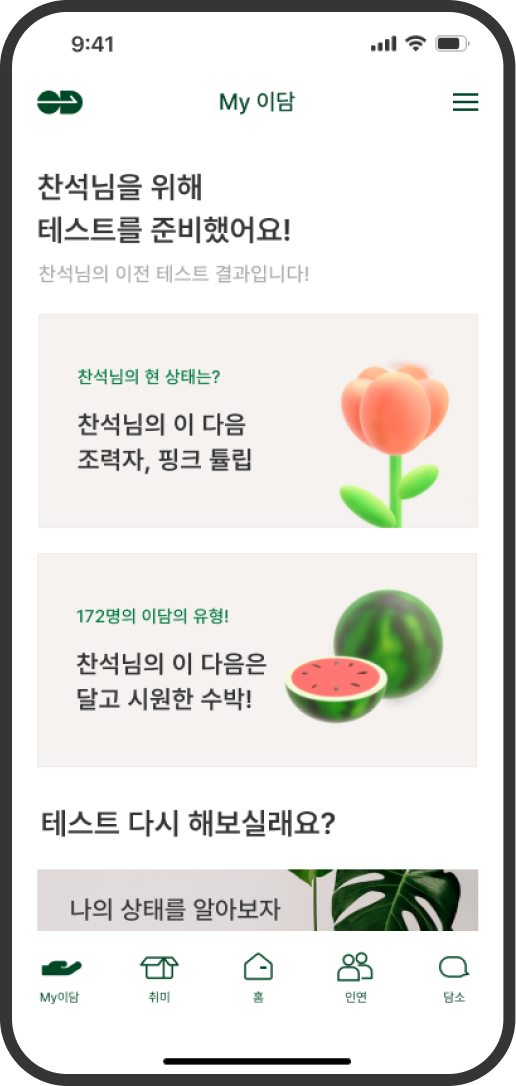 9:41
My 이담
찬석님을 위해
테스트를 준비했어요!
찬석님의 이전 테스트 결과입니다!
찬석님의 현 상태는?
찬석님의 이 다음
조력자, 핑크 튤립
172명의 이담의 유형!
찬석님의 이 다음은
달고 시원한 수박!
테스트 다시 해보실래요?
나의 상태를 알아보자
My이담 취미 홈 인연 담소